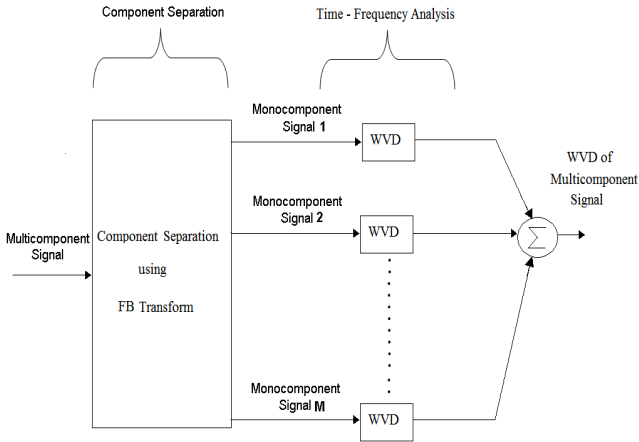 Component Separation
Time - Frequency Analysis
Monocomponent
Signal 1
WVD
WVD of
Multicomponent
Signal
Monocomponent
Signal 2
WVD
Σ
Multicomponent
Signal
Component Separation
using
FB Transform
Monocomponent
Signal M
WVD